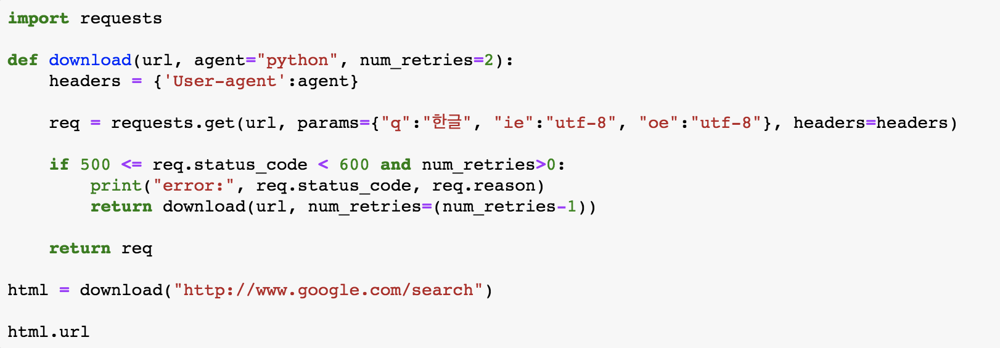 import requests
def download(url, agent="python", num_retries=2):
    headers = {'User-agent':agent}
    req = requests.get(url, params={"q":"한글", "ie":"utf-8", "oe":"utf-8"}, headers=headers)
    if 500 <= req.status_code < 600 and num_retries>0:
        print("error:", req.status_code, req.reason)
        return download(url, num_retries=(num_retries-1))
    return req
html = download("http://www.google.com/search")
html.url